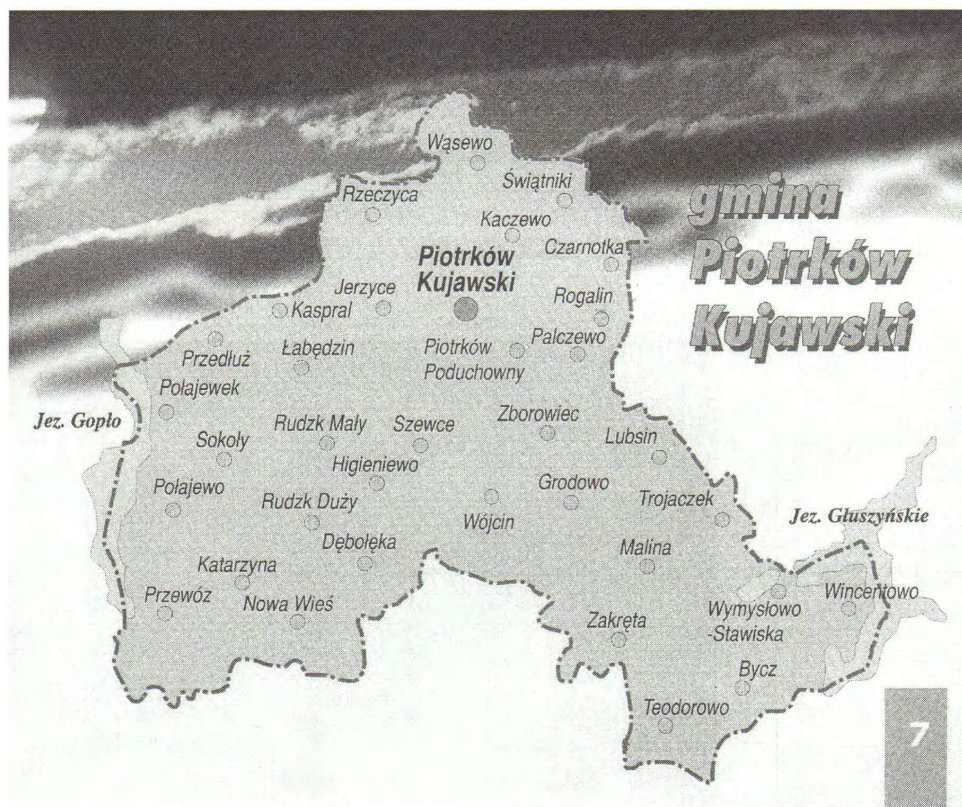 Wąsewo
Świątniki
Rzeczyca
Kaczewo
gmina
Piotrków
Kujawski
Czarnotka
Piotrków
Kujawski
Jerzyce
Kaspral
Rogalin
Przedłuż
Łabędzin
Piotrków
Poduchowny
Palczewo
Połajewek
Jez. Gopło
Rudzk Mały
Szewce
Zborowiec
Sokoły
Lubsin
Higieniewo
Połajewo
Rudzk Duży
Grodowo
Trojaczek
Wójcin
Jez. Głuszyńskie
Dębołęka
Malina
Katarzyna
Przewóz
Nowa Wieś
Wymysłowo
-Stawiska
Wincentowo
Zakręta
Bycz
Teodorowo
7